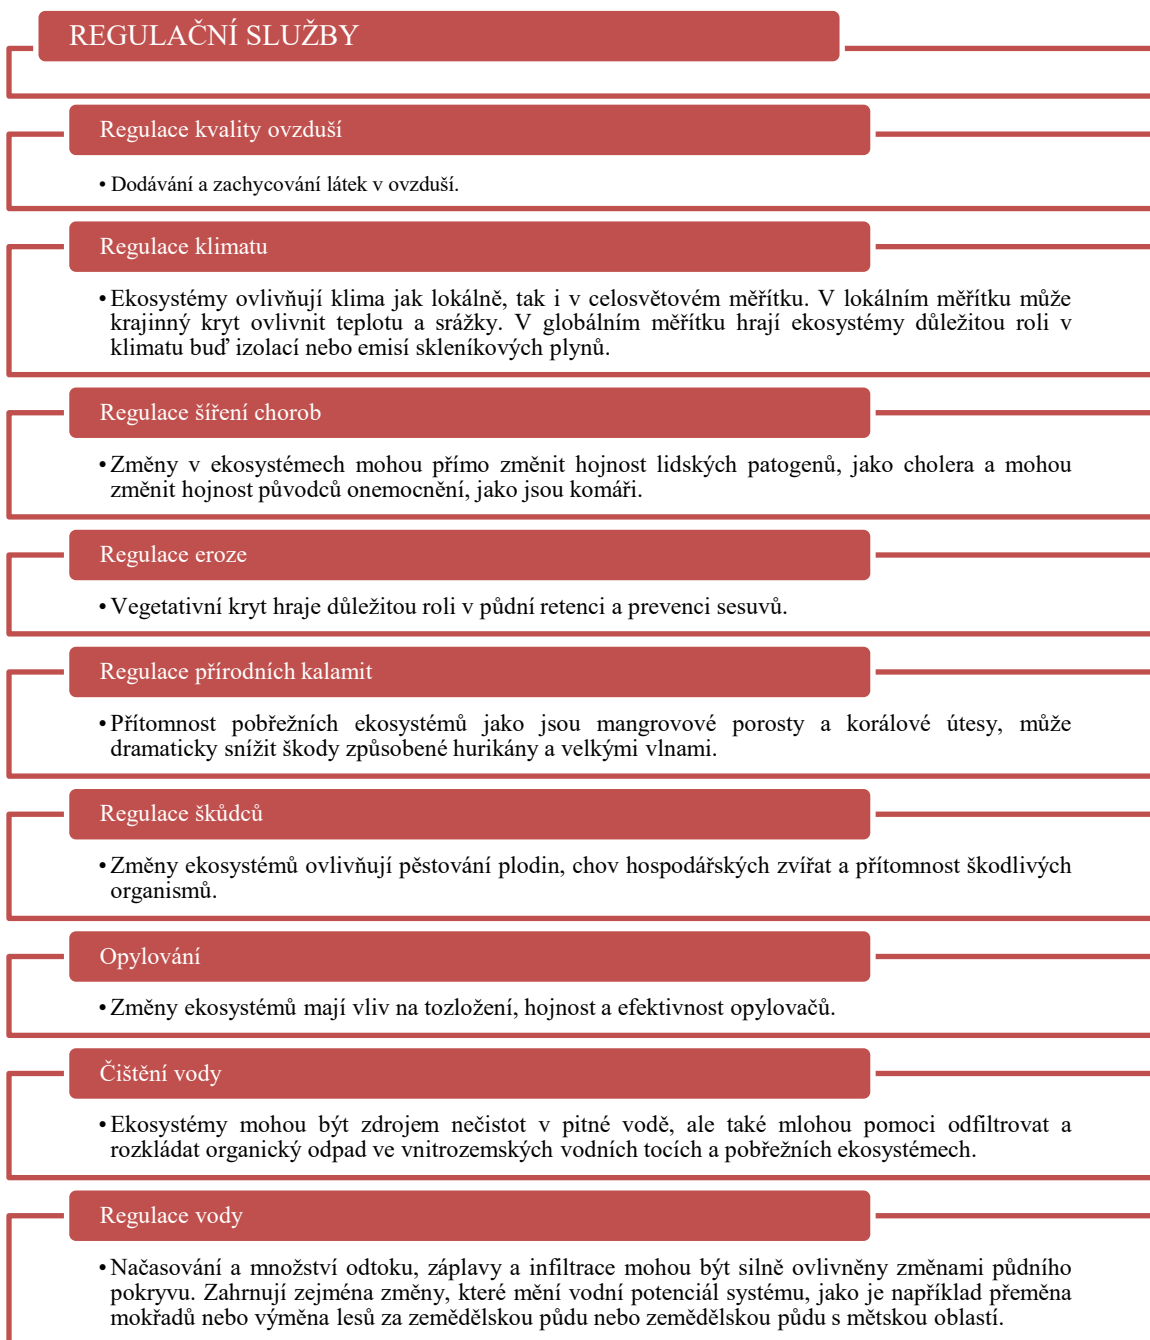 REGULAČNÍ SLUŽBY
Regulace kvality ovzduší
• Dodávání a zachycování látek v ovzduší.
Regulace klimatu
• Ekosystémy ovlivňují klima jak lokálně, tak i v celosvětovém měřítku. V lokálním měřítku může
krajinný kryt ovlivnit teplotu a srážky. V globálním měřítku hrají ekosystémy důležitou roli v
klimatu buď izolací nebo emisí skleníkových plynů.
Regulace šíření chorob
• Změny v ekosystémech mohou přímo změnit hojnost lidských patogenů, jako cholera a mohou
změnit hojnost původců onemocnění, jako jsou komáři.
Regulace eroze
• Vegetativní kryt hraje důležitou roli v půdní retenci a prevenci sesuvů.
Regulace přírodních kalamit
• Přítomnost pobřežních ekosystémů jako jsou mangrovové porosty a korálové útesy, může
dramaticky snížit škody způsobené hurikány a velkými vlnami.
Regulace škůdců
• Změny ekosystémů ovlivňují pěstování plodin, chov hospodářských zvířat a přítomnost škodlivých
organismů.
Opylování
• Změny ekosystémů mají vliv na tozložení, hojnost a efektivnost opylovačů.
Čištění vody
• Ekosystémy mohou být zdrojem nečistot v pitné vodě, ale také mlohou pomoci odfiltrovat a
rozkládat organický odpad ve vnitrozemských vodních tocích a pobřežních ekosystémech.
Regulace vody
• Načasování a množství odtoku, záplavy a infiltrace mohou být silně ovlivněny změnami půdního
pokryvu. Zahrnují zejména změny, které mění vodní potenciál systému, jako je například přeměna
mokřadů nebo výměna lesů za zemědělskou půdu nebo zemědělskou půdu s mětskou oblastí.